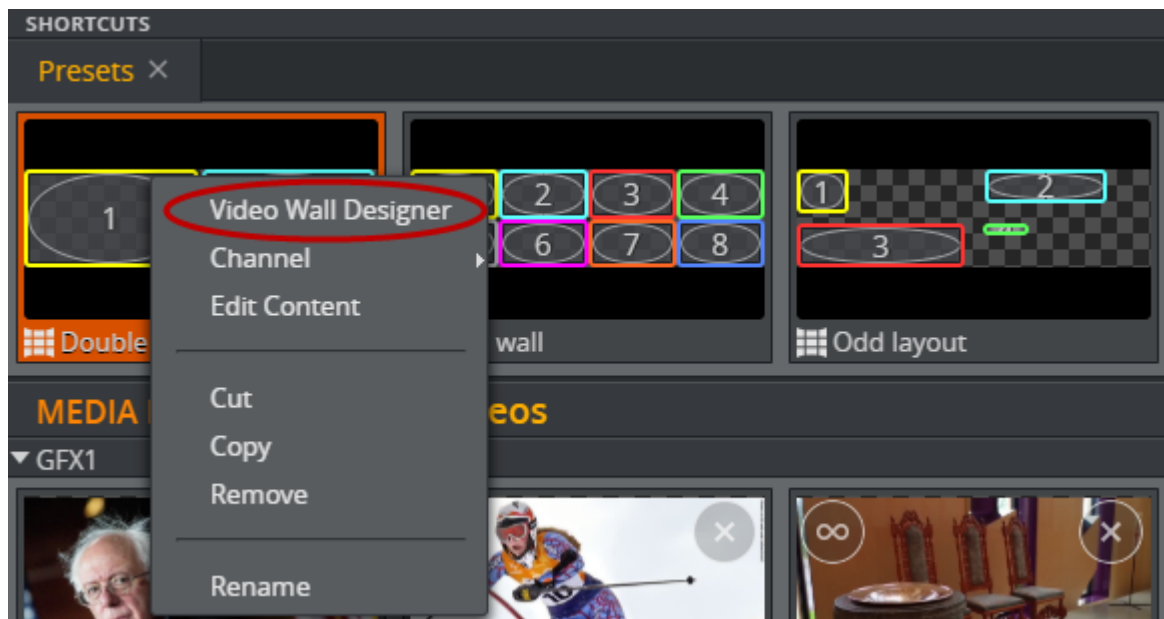 SHORTCUTS
Presets ×
1
2 3 4
6 7 8
1 2
3
Video Wall Designer
Channel
Edit Content
Cut
Copy
Remove
Rename
Double
wall
Odd layout
MEDIA
eos
GFX1
10